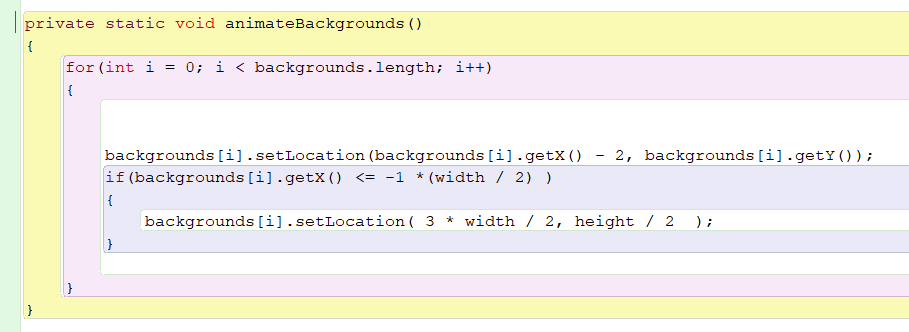 private static void animateBackgrounds()
{
for(int i = 0; i < backgrounds.length; i++)
{
backgrounds[i].setLocation(backgrounds[i].getX() - 2, backgrounds[i].getY());
if(backgrounds[i].getX() <= -1 *(width / 2) )
{
backgrounds[i].setLocation( 3 * width / 2, height / 2  );
}
}
}